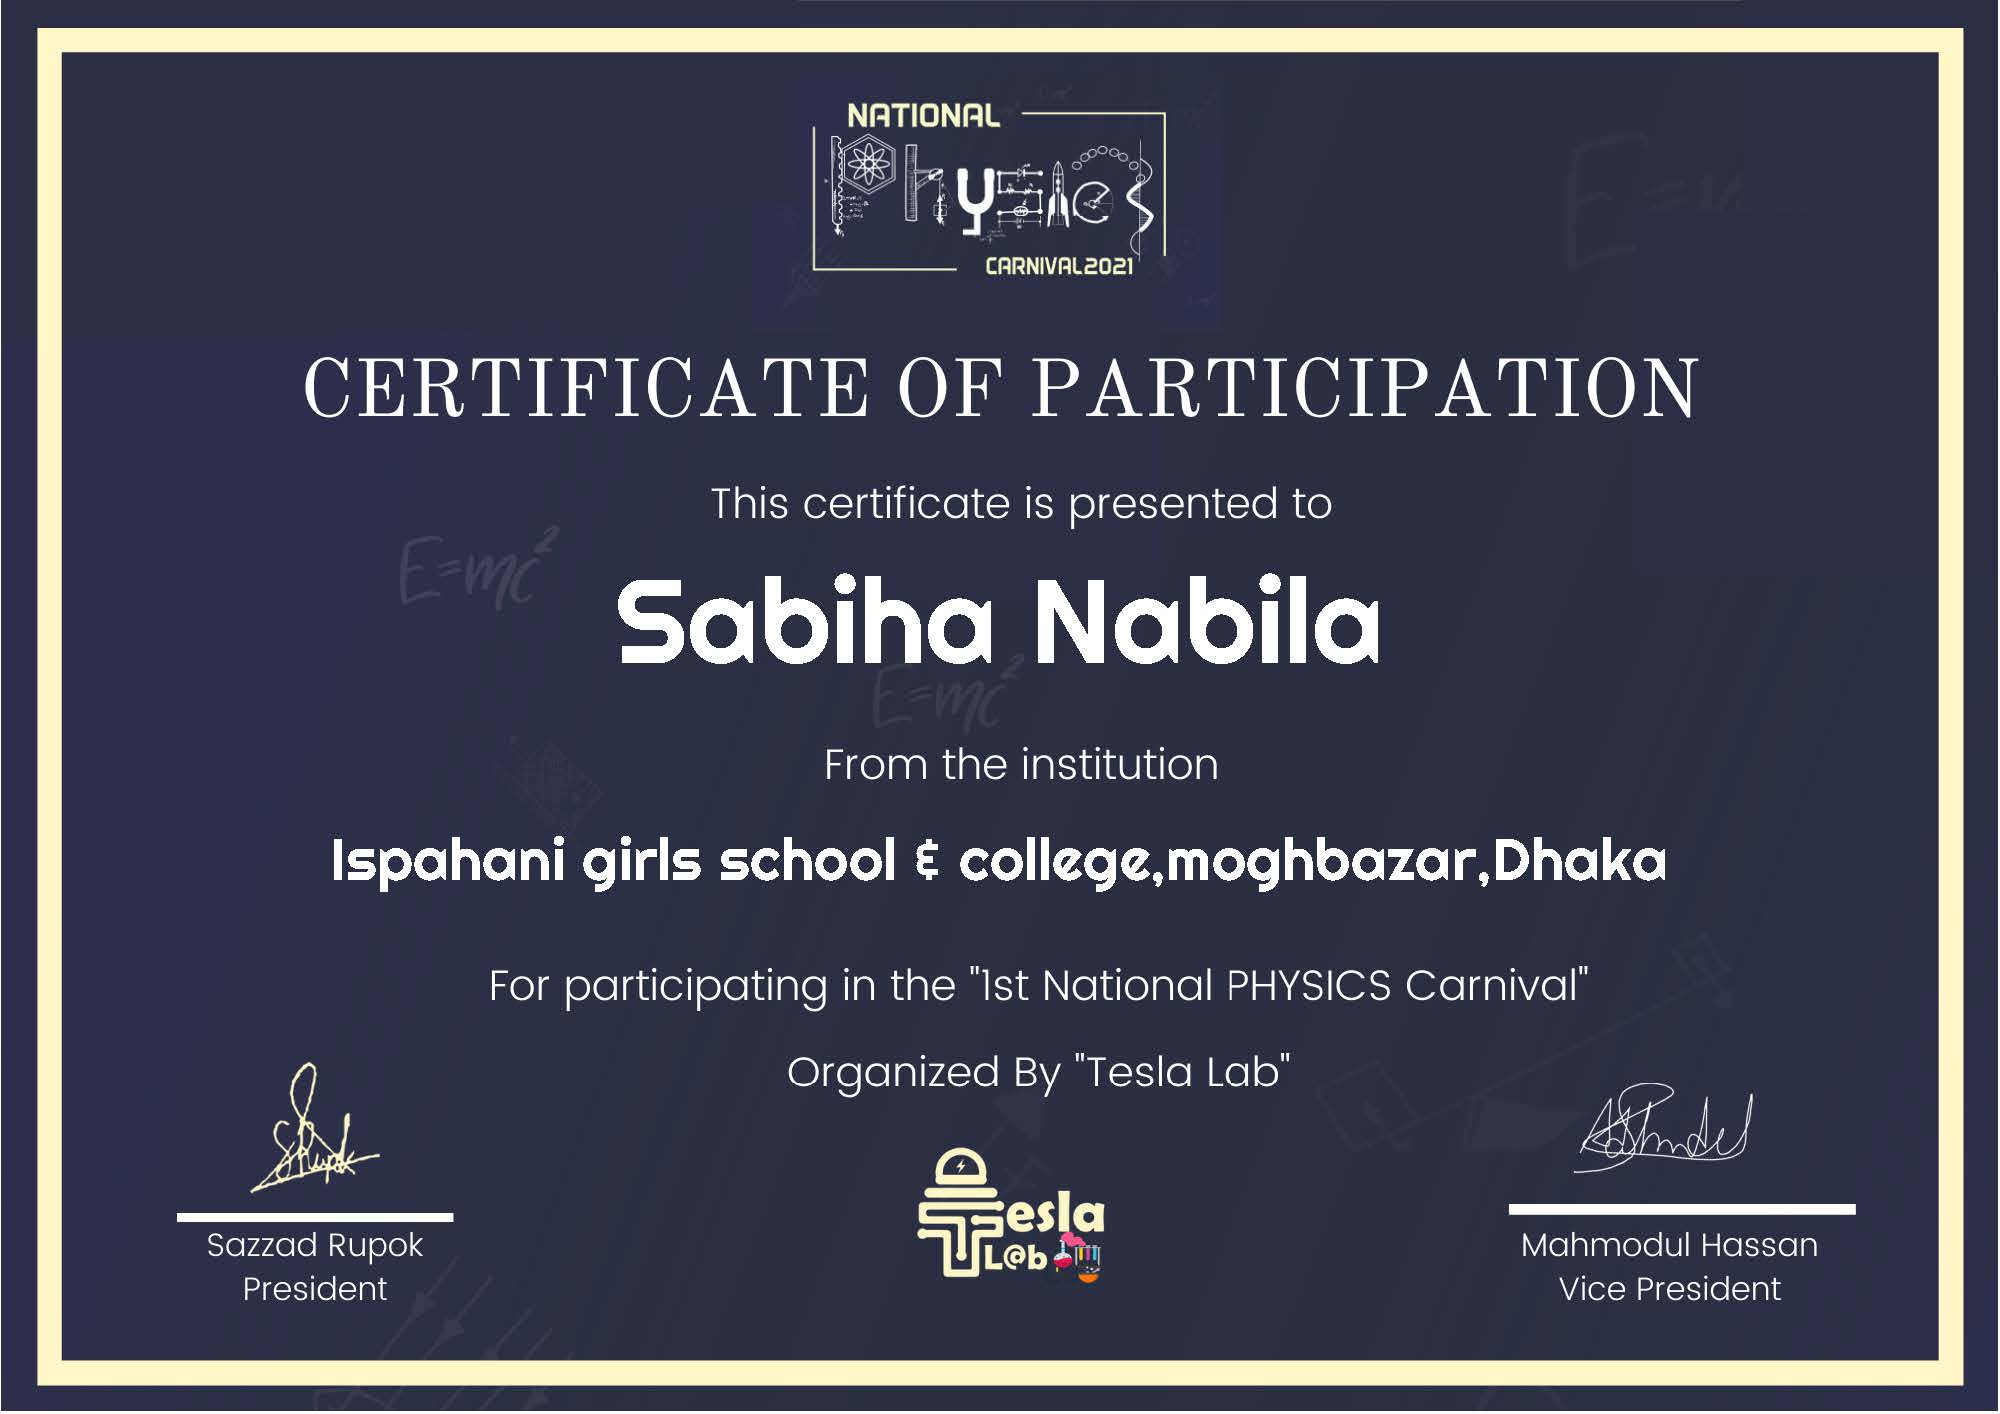 NATIONAL
Physics
CARNIVAL2021
CERTIFICATE OF PARTICIPATION
This certificate is presented to
E=mc²
Sabiha Nabila
E=mc²
From the institution
Ispahani girls school & college,moghbazar,Dhaka
For participating in the "1st National PHYSICS Carnival"
Organized By "Tesla Lab"
Tesla
L@b
Sazzad Rupok
President
Mahmodul Hassan
Vice President